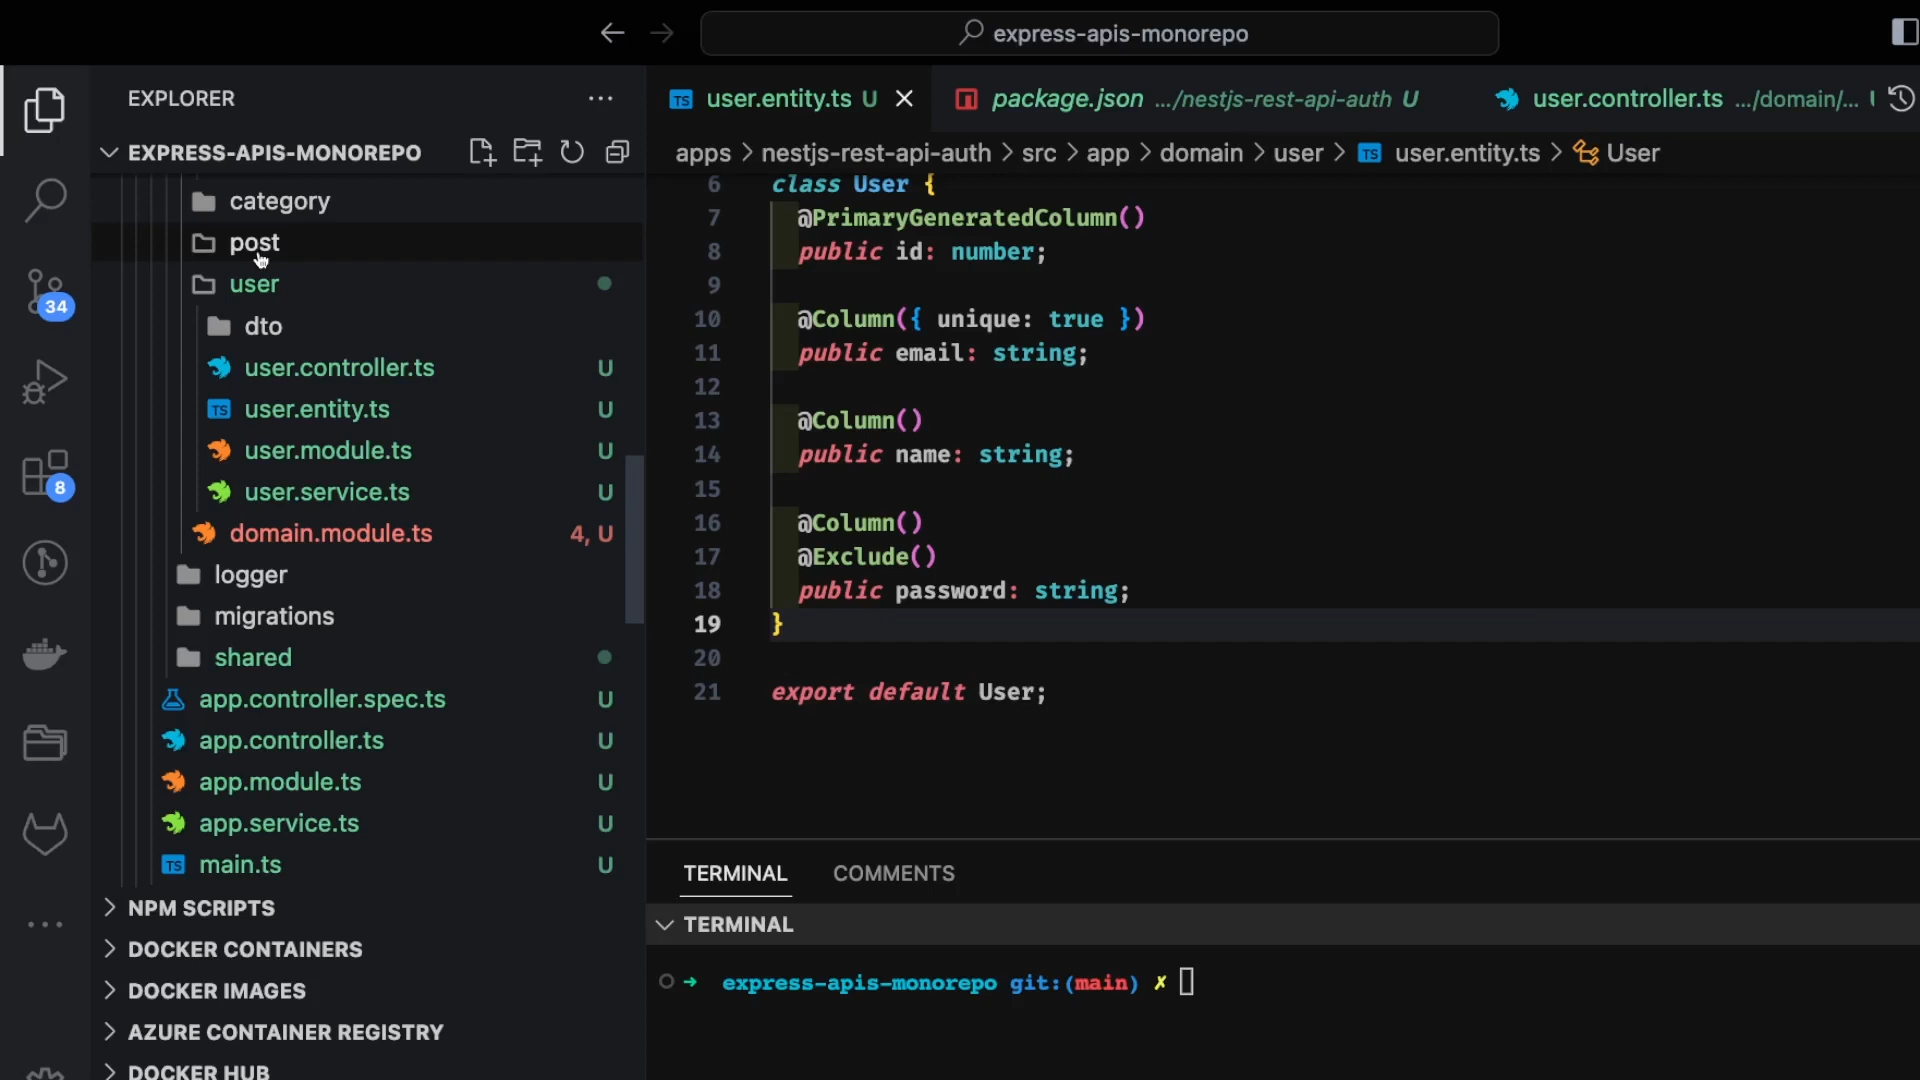 express-apis-monorepo
EXPLORER
EXPRESS-APIS-MONOREPO
category
post
user
dto
user.controller.ts U
user.entity.ts U
user.module.ts U
user.service.ts U
domain.module.ts 4, U
logger
migrations
shared
app.controller.spec.ts U
app.controller.ts U
app.module.ts U
app.service.ts U
main.ts U
NPM SCRIPTS
DOCKER CONTAINERS
DOCKER IMAGES
AZURE CONTAINER REGISTRY
DOCKER HUB
34
8
TS user.entity.ts U
package.json .../nestjs-rest-api-auth U
user.controller.ts .../domain/...
apps > nestjs-rest-api-auth > src > app > domain > user > TS user.entity.ts > User
6 class User {
7 @PrimaryGeneratedColumn()
8 public id: number;
9
10 @Column({ unique: true })
11 public email: string;
12
13 @Column()
14 public name: string;
15
16 @Column()
17 @Exclude()
18 public password: string;
19 }
20
21 export default User;
TERMINAL COMMENTS
TERMINAL
➜ express-apis-monorepo git:(main) ✗